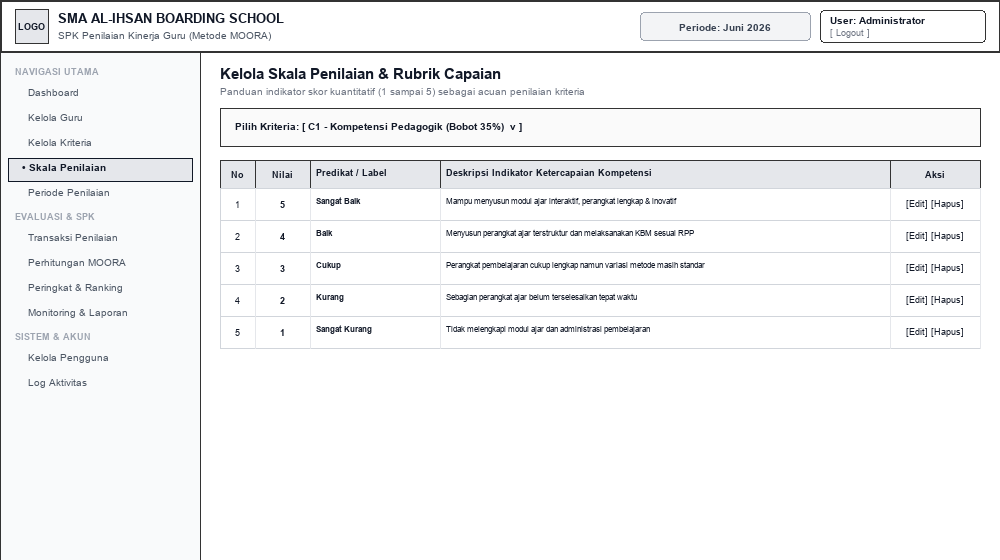 LOGO
SMA AL-IHSAN BOARDING SCHOOL
SPK Penilaian Kinerja Guru (Metode MOORA)
Periode: Juni 2026
User: Administrator
[ Logout ]
NAVIGASI UTAMA
Dashboard
Kelola Guru
Kelola Kriteria
• Skala Penilaian
Periode Penilaian
EVALUASI & SPK
Transaksi Penilaian
Perhitungan MOORA
Peringkat & Ranking
Monitoring & Laporan
SISTEM & AKUN
Kelola Pengguna
Log Aktivitas
Kelola Skala Penilaian & Rubrik Capaian
Panduan indikator skor kuantitatif (1 sampai 5) sebagai acuan penilaian kriteria
Pilih Kriteria: [ C1 - Kompetensi Pedagogik (Bobot 35%) v ]
No Nilai Predikat / Label Deskripsi Indikator Ketercapaian Kompetensi Aksi
1 5 Sangat Baik Mampu menyusun modul ajar interaktif, perangkat lengkap & inovatif [Edit] [Hapus]
2 4 Baik Menyusun perangkat ajar terstruktur dan melaksanakan KBM sesuai RPP [Edit] [Hapus]
3 3 Cukup Perangkat pembelajaran cukup lengkap namun variasi metode masih standar [Edit] [Hapus]
4 2 Kurang Sebagian perangkat ajar belum terselesaikan tepat waktu [Edit] [Hapus]
5 1 Sangat Kurang Tidak melengkapi modul ajar dan administrasi pembelajaran [Edit] [Hapus]